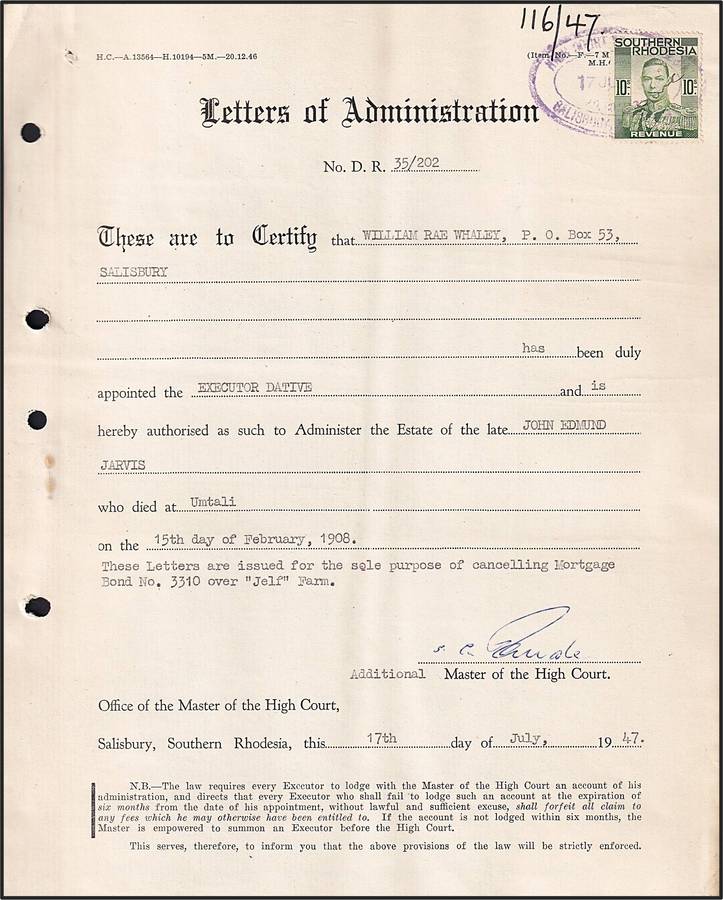 116/47.
H.C.—A.13564—H.10194—5M.—20.12.46
(Item No. F.—7 M
M.H.C
SOUTHERN
RHODESIA
10/- 10/-
REVENUE
17 JUL
SALISBURY
Letters of Administration
No. D. R. 35/202
These are to Certify that WILLIAM RAE WHALEY, P. O. Box 53,
SALISBURY
has been duly
appointed the EXECUTOR DATIVE and is
hereby authorised as such to Administer the Estate of the late JOHN EDMUND
JARVIS
who died at Umtali
on the 15th day of February, 1908.
These Letters are issued for the sole purpose of cancelling Mortgage
Bond No. 3310 over "Jelf" Farm.
Additional Master of the High Court.
Office of the Master of the High Court,
Salisbury, Southern Rhodesia, this 17th day of July, 1947.
N.B.—The law requires every Executor to lodge with the Master of the High Court an account of his
administration, and directs that every Executor who shall fail to lodge such an account at the expiration of
six months from the date of his appointment, without lawful and sufficient excuse, shall forfeit all claim to
any fees which he may otherwise have been entitled to. If the account is not lodged within six months, the
Master is empowered to summon an Executor before the High Court.
This serves, therefore, to inform you that the above provisions of the law will be strictly enforced.